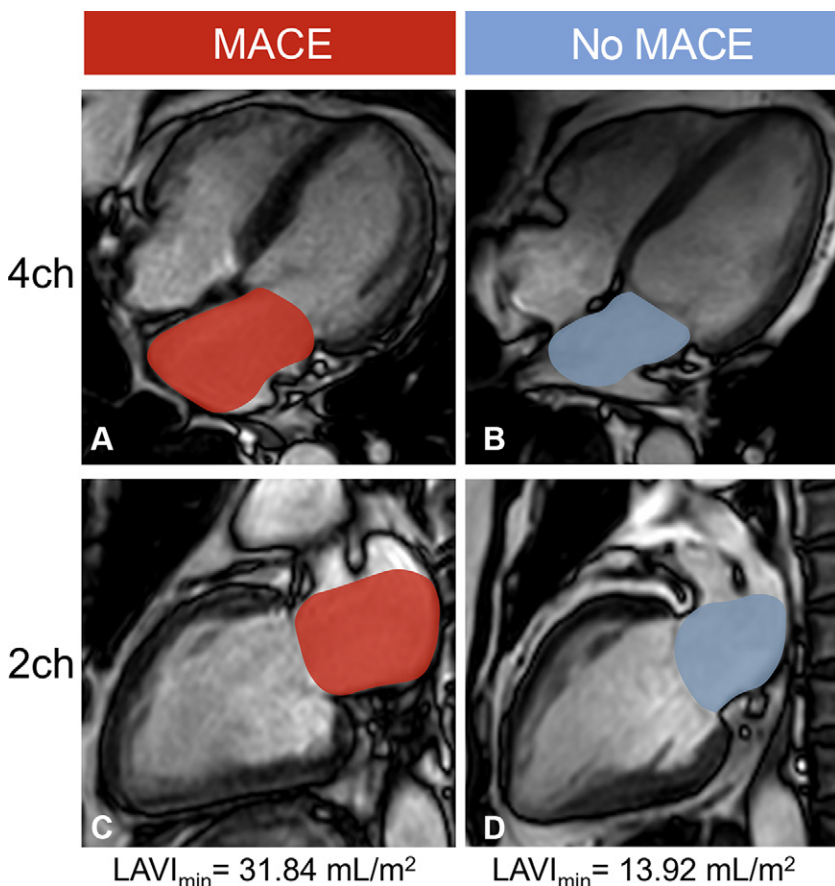 MACE
No MACE
4ch
A
B
2ch
C
D
LAVImin= 31.84 mL/m²
LAVImin= 13.92 mL/m²